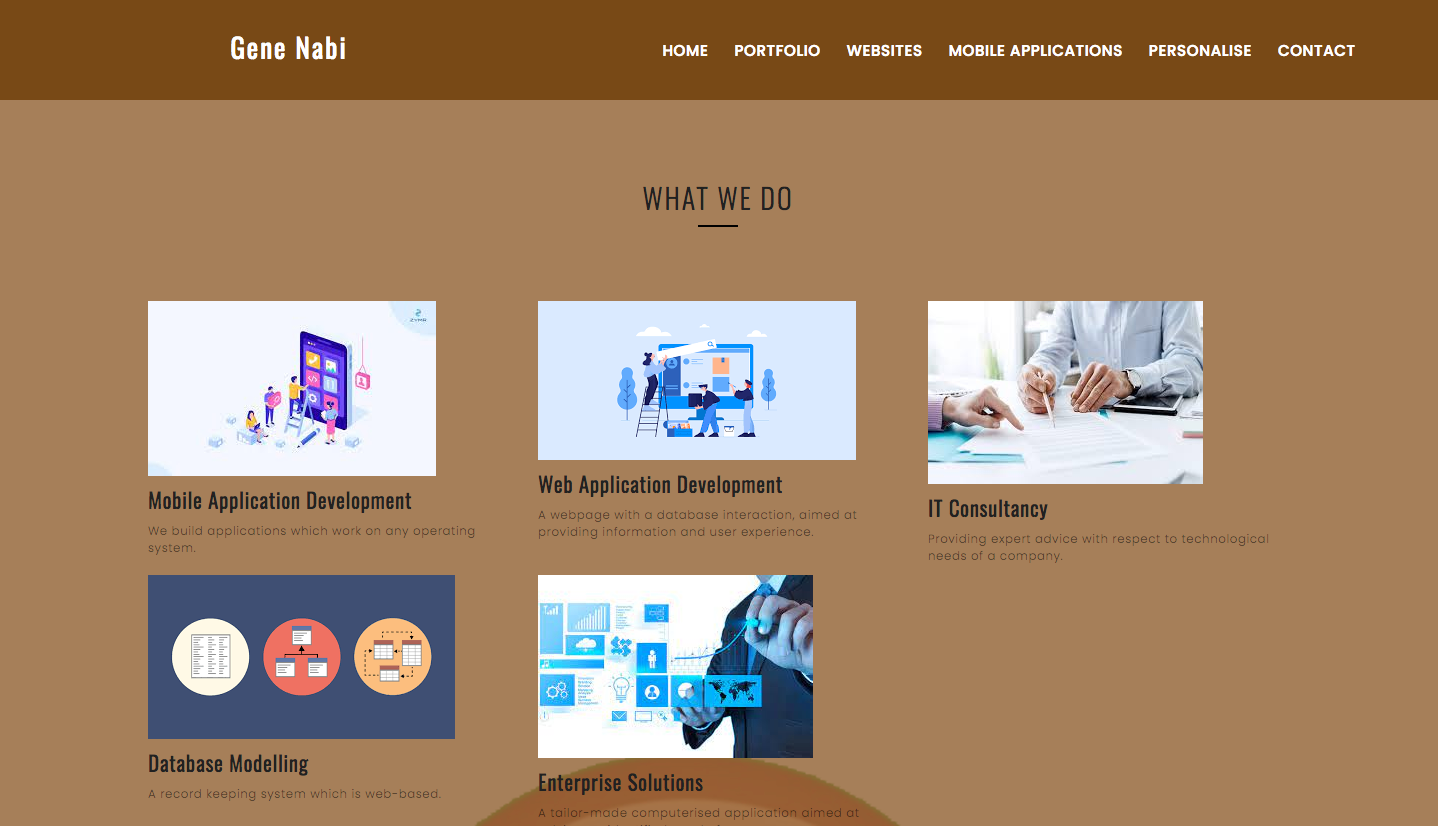 Gene Nabi
HOME PORTFOLIO WEBSITES MOBILE APPLICATIONS PERSONALISE CONTACT
WHAT WE DO
Mobile Application Development
We build applications which work on any operating
system.
Web Application Development
A webpage with a database interaction, aimed at
providing information and user experience.
IT Consultancy
Providing expert advice with respect to technological
needs of a company.
Database Modelling
A record keeping system which is web-based.
Enterprise Solutions
A tailor-made computerised application aimed at